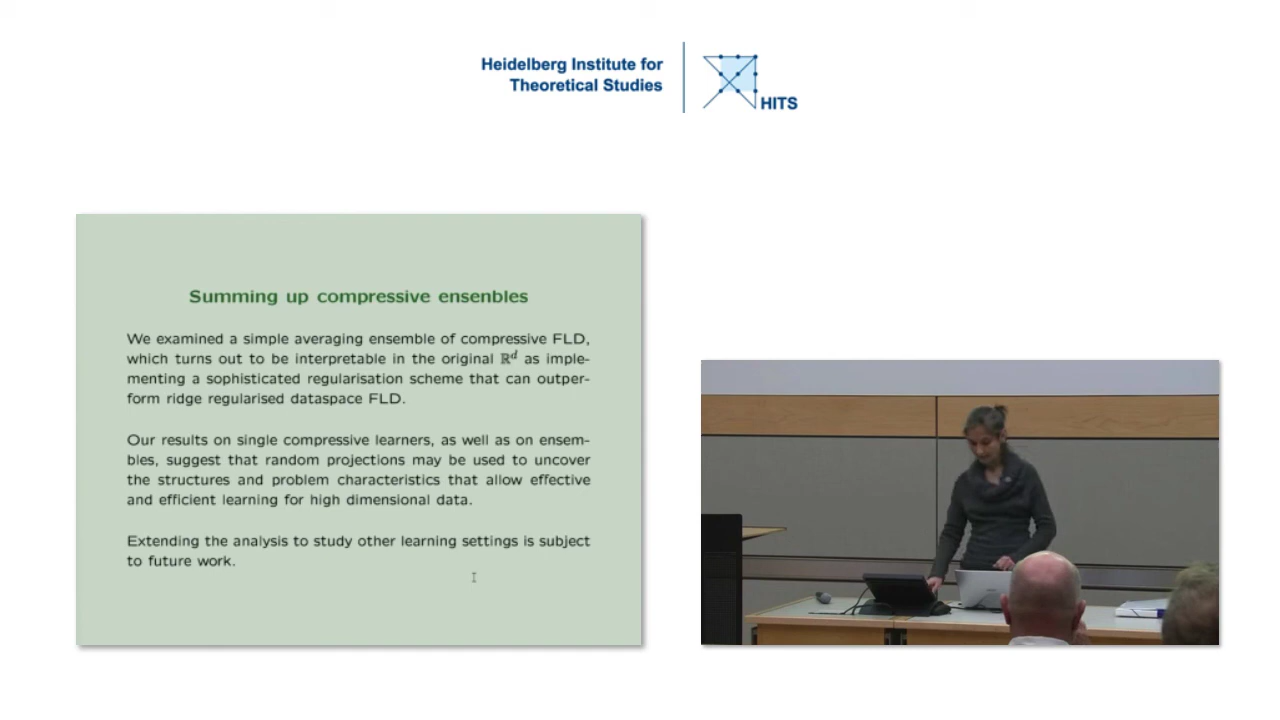 Heidelberg Institute for
Theoretical Studies
HITS
Summing up compressive ensenbles
We examined a simple averaging ensemble of compressive FLD,
which turns out to be interpretable in the original ℝᵈ as imple-
menting a sophisticated regularisation scheme that can outper-
form ridge regularised dataspace FLD.
Our results on single compressive learners, as well as on ensem-
bles, suggest that random projections may be used to uncover
the structures and problem characteristics that allow effective
and efficient learning for high dimensional data.
Extending the analysis to study other learning settings is subject
to future work.